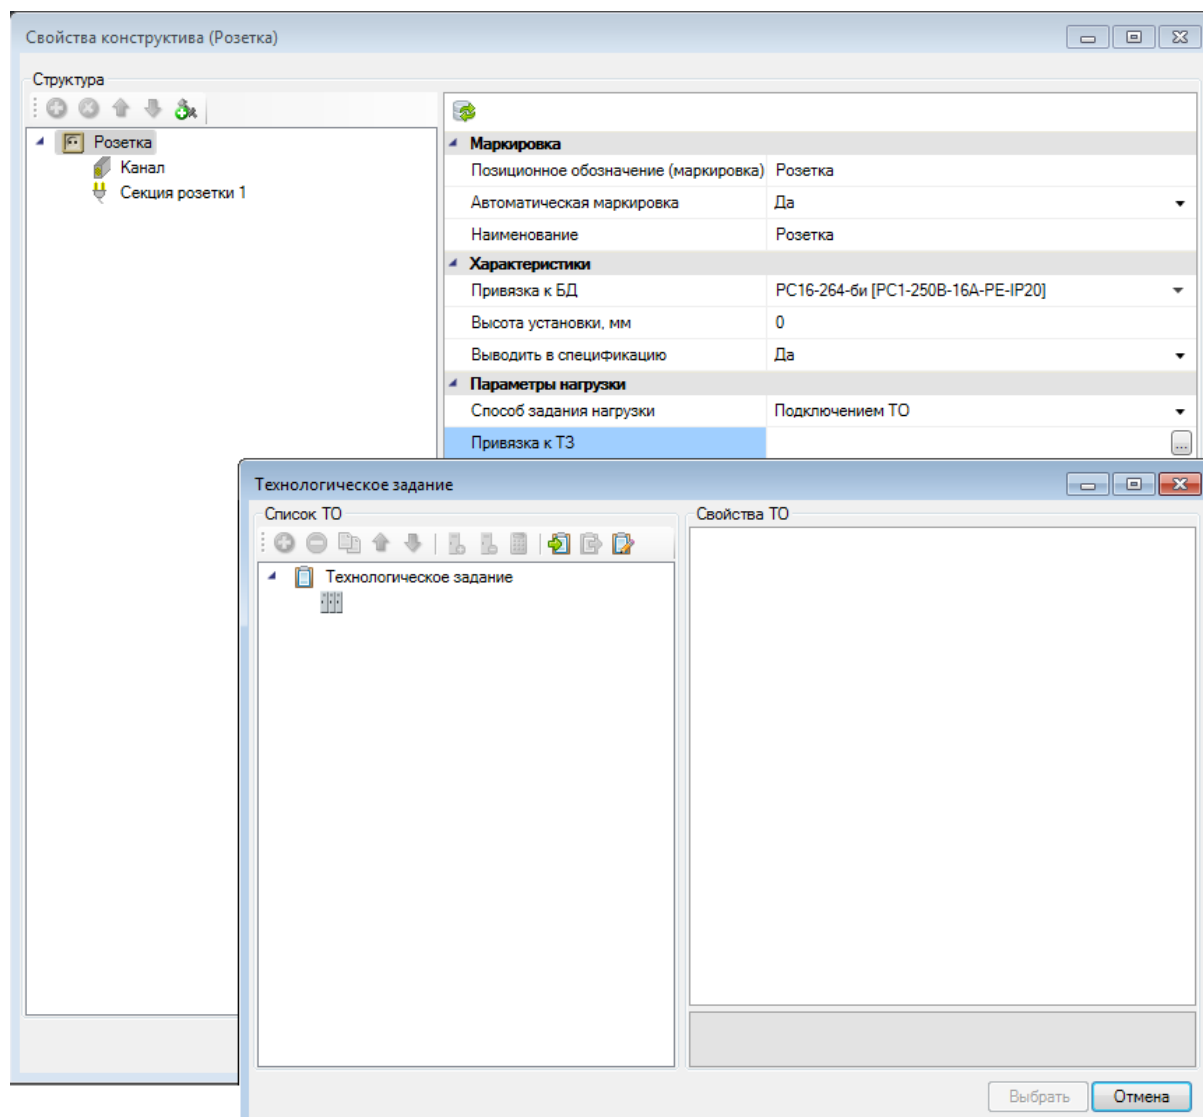 Свойства конструктива (Розетка)
Структура
Розетка
Канал
Секция розетки 1
Маркировка
Позиционное обозначение (маркировка) Розетка
Автоматическая маркировка Да
Наименование Розетка
Характеристики
Привязка к БД РС16-264-би [РС1-250В-16А-РЕ-IP20]
Высота установки, мм 0
Выводить в спецификацию Да
Параметры нагрузки
Способ задания нагрузки Подключением ТО
Привязка к ТЗ ...
Технологическое задание
Список ТО
Технологическое задание
Свойства ТО
Выбрать Отмена